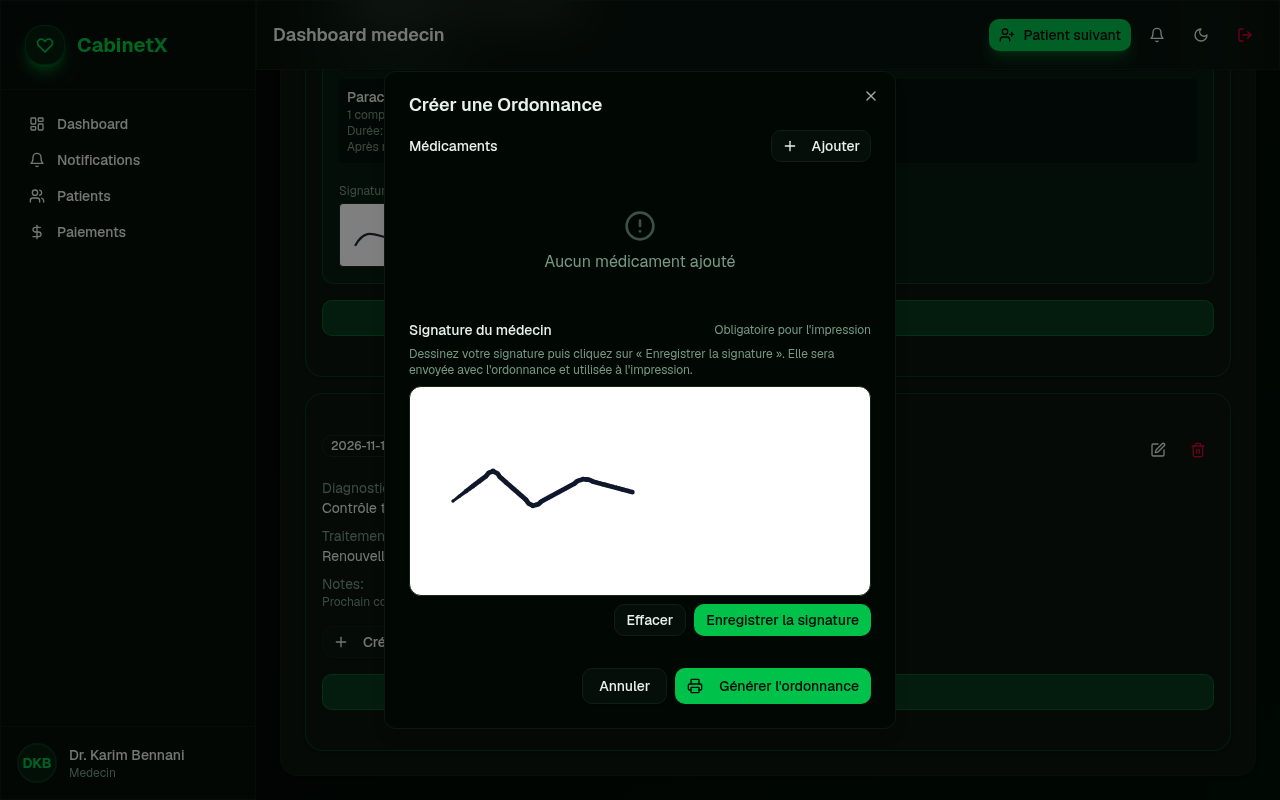 CabinetX
Dashboard
Notifications
Patients
Paiements
Dr. Karim Bennani
Medecin
DKB
Dashboard medecin
Patient suivant
Créer une Ordonnance
Médicaments
Ajouter
Aucun médicament ajouté
Signature du médecin
Obligatoire pour l'impression
Dessinez votre signature puis cliquez sur « Enregistrer la signature ». Elle sera
envoyée avec l'ordonnance et utilisée à l'impression.
Effacer
Enregistrer la signature
Annuler
Générer l'ordonnance
Parac
1 comp
Durée:
Après
Signatur
2026-11-1
Diagnosti
Contrôle
Traitemen
Renouvell
Notes:
Prochain
Cré